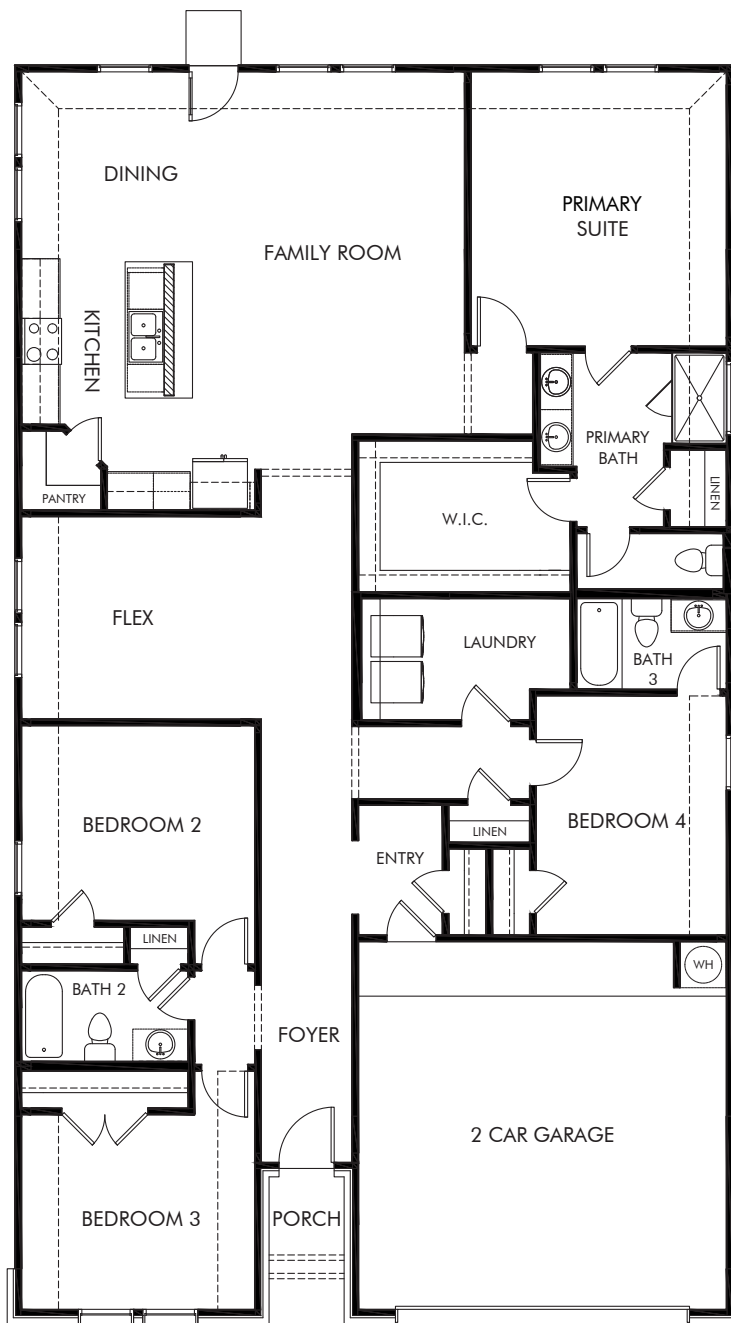 DINING
PRIMARY
SUITE
FAMILY ROOM
KITCHEN
PRIMARY
BATH
PANTRY
LINEN
W.I.C.
FLEX
LAUNDRY
BATH
3
BEDROOM 2
BEDROOM 4
LINEN
ENTRY
LINEN
WH
BATH 2
FOYER
2 CAR GARAGE
BEDROOM 3
PORCH